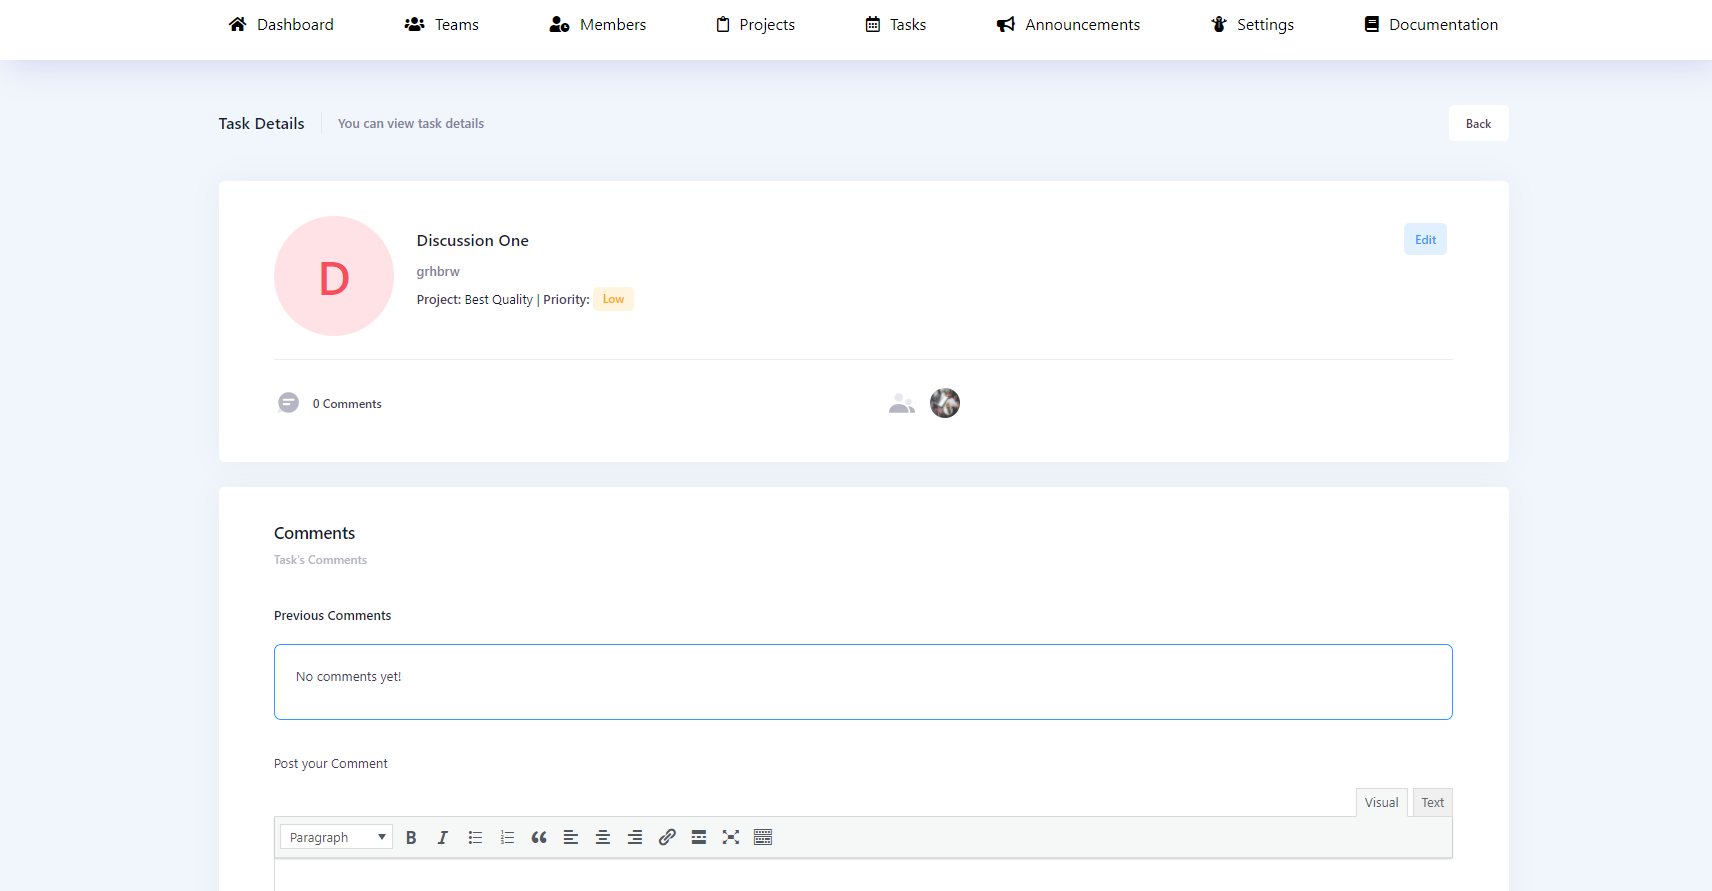 Dashboard Teams Members Projects Tasks Announcements Settings Documentation
Task Details You can view task details Back
D
Discussion One
Edit
grhbrw
Project: Best Quality | Priority: Low
0 Comments
Comments
Task's Comments
Previous Comments
No comments yet!
Post your Comment
Visual Text
Paragraph B I